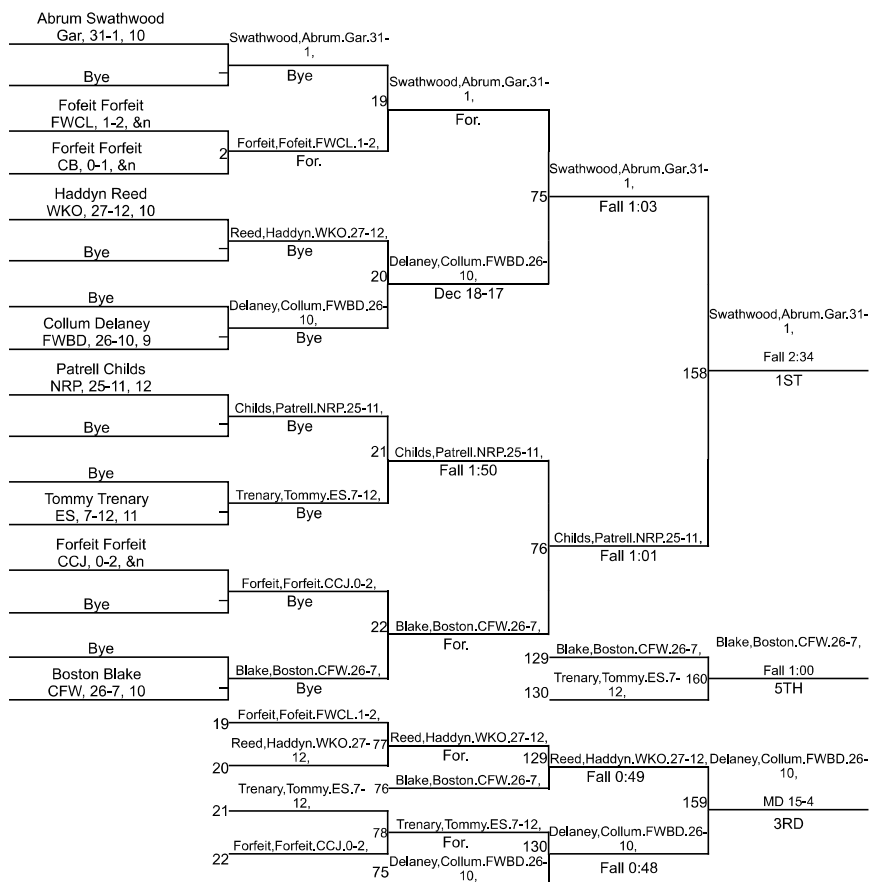 Abrum Swathwood
Gar, 31-1, 10
Swathwood,Abrum.Gar.31-
1,
Bye
Bye
Swathwood,Abrum.Gar.31-
1,
19
For.
Fofeit Forfeit
FWCL, 1-2, &n
2
Forfeit,Fofeit.FWCL.1-2,
For.
Forfeit Forfeit
CB, 0-1, &n
Swathwood,Abrum.Gar.31-
1,
75
Fall 1:03
Haddyn Reed
WKO, 27-12, 10
Reed,Haddyn.WKO.27-12,
Bye
Bye
20
Delaney,Collum.FWBD.26-
10,
Dec 18-17
Bye
Delaney,Collum.FWBD.26-
10,
Bye
Collum Delaney
FWBD, 26-10, 9
Swathwood,Abrum.Gar.31-
1,
158
Fall 2:34
1ST
Patrell Childs
NRP, 25-11, 12
Childs,Patrell.NRP.25-11,
Bye
Bye
21
Childs,Patrell.NRP.25-11,
Fall 1:50
Bye
Trenary,Tommy.ES.7-12,
Bye
Tommy Trenary
ES, 7-12, 11
76
Childs,Patrell.NRP.25-11,
Fall 1:01
Forfeit Forfeit
CCJ, 0-2, &n
Forfeit,Forfeit.CCJ.0-2,
Bye
Bye
22
Blake,Boston.CFW.26-7,
For.
Bye
Blake,Boston.CFW.26-7,
Bye
Boston Blake
CFW, 26-7, 10
129
Blake,Boston.CFW.26-7,
130
Trenary,Tommy.ES.7-
12,
160
Blake,Boston.CFW.26-7,
Fall 1:00
5TH
19
Forfeit,Fofeit.FWCL.1-2,
20
Reed,Haddyn.WKO.27-
12,
77
Reed,Haddyn.WKO.27-12,
For.
76
Blake,Boston.CFW.26-7,
129
Reed,Haddyn.WKO.27-12,
Fall 0:49
21
Trenary,Tommy.ES.7-
12,
22
Forfeit,Forfeit.CCJ.0-2,
78
Trenary,Tommy.ES.7-12,
For.
75
Delaney,Collum.FWBD.26-
10,
130
Delaney,Collum.FWBD.26-
10,
Fall 0:48
159
Delaney,Collum.FWBD.26-
10,
MD 15-4
3RD